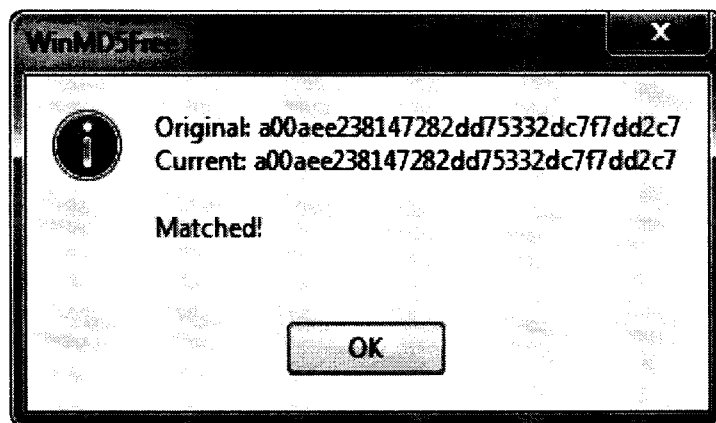 WinMD5Free
x
Original: a00aee238147282dd75332dc7f7dd2c7
Current: a00aee238147282dd75332dc7f7dd2c7
Matched!
OK